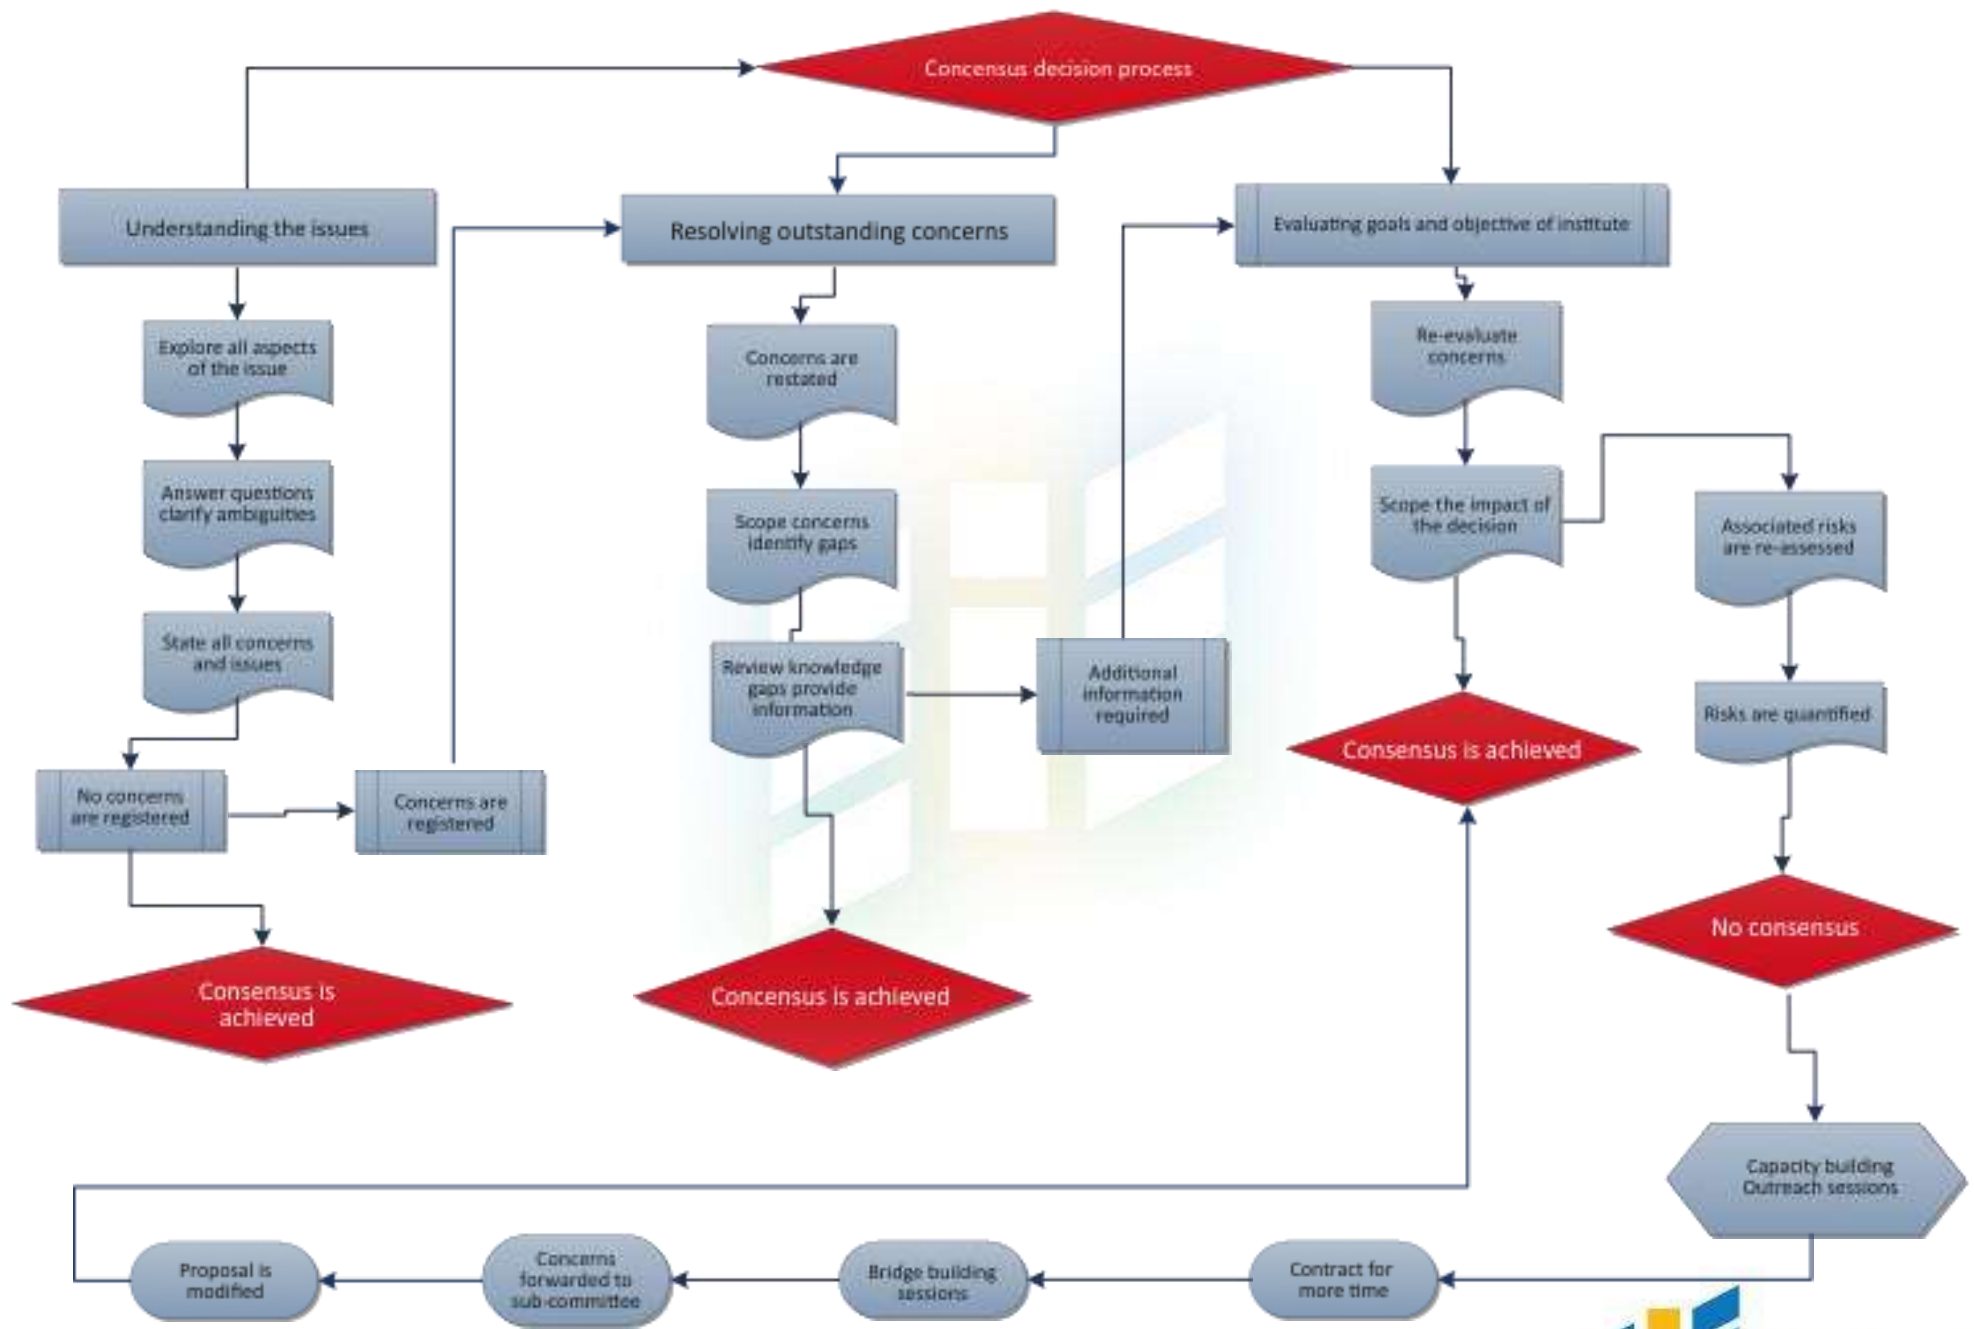 Concensus decision process
Understanding the issues
Explore all aspects
of the issue
Answer questions
clarify ambiguities
State all concerns
and issues
No concerns
are registered
Concerns are
registered
Consensus is
achieved
Resolving outstanding concerns
Concerns are
restated
Scope concerns
identify gaps
Review knowledge
gaps provide
information
Additional
information
required
Concensus is achieved
Evaluating goals and objective of institute
Re-evaluate
concerns
Scope the impact of
the decision
Consensus is achieved
Associated risks
are re-assessed
Risks are quantified
No consensus
Capacity building
Outreach sessions
Contract for
more time
Bridge building
sessions
Concerns
forwarded to
sub-committee
Proposal is
modified